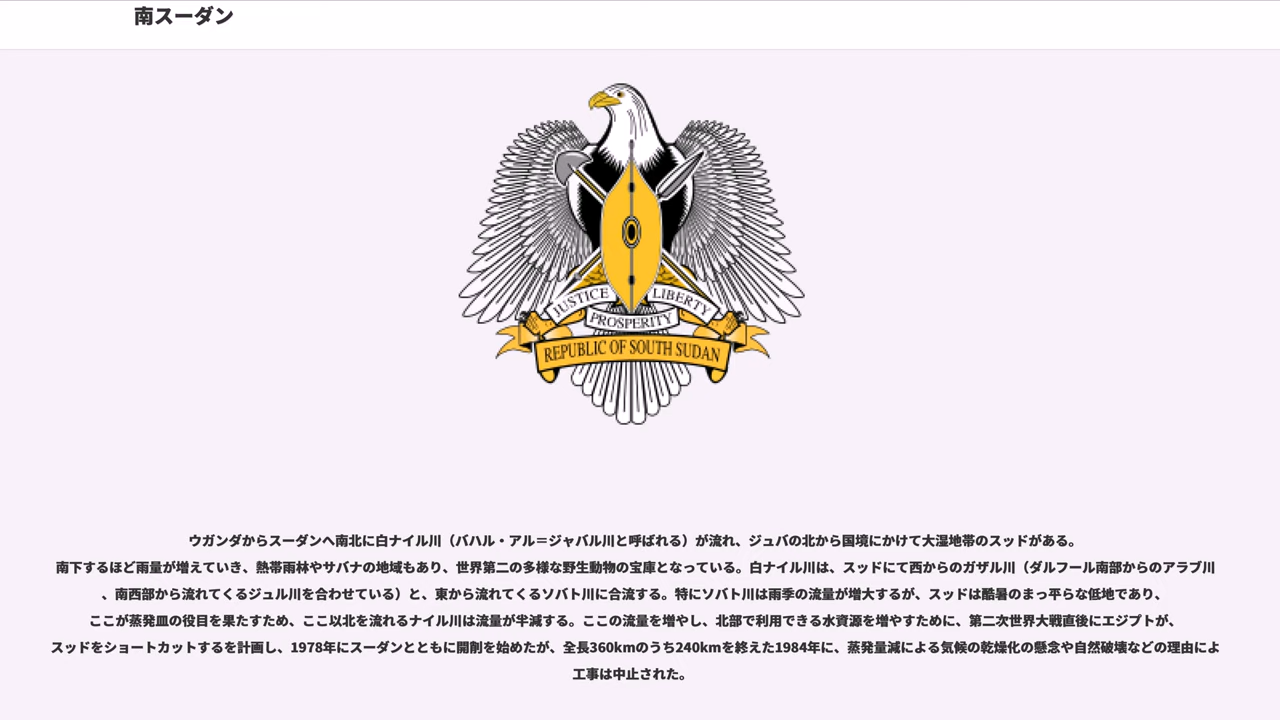 南スーダン
JUSTICE
LIBERTY
PROSPERITY
REPUBLIC OF SOUTH SUDAN
ウガンダからスーダンへ南北に白ナイル川（バハル・アル＝ジャバル川と呼ばれる）が流れ、ジュバの北から国境にかけて大湿地帯のスッドがある。
南下するほど雨量が増えていき、熱帯雨林やサバナの地域もあり、世界第二の多様な野生動物の宝庫となっている。白ナイル川は、スッドにて西からのガザル川（ダルフール南部からのアラブ川
、南西部から流れてくるジュル川を合わせている）と、東から流れてくるソバト川に合流する。特にソバト川は雨季の流量が増大するが、スッドは酷暑のまっ平らな低地であり、
ここが蒸発皿の役目を果たすため、ここ以北を流れるナイル川は流量が半減する。ここの流量を増やし、北部で利用できる水資源を増やすために、第二次世界大戦直後にエジプトが、
スッドをショートカットするを計画し、1978年にスーダンとともに開削を始めたが、全長360kmのうち240kmを終えた1984年に、蒸発量減による気候の乾燥化の懸念や自然破壊などの理由によ
工事は中止された。